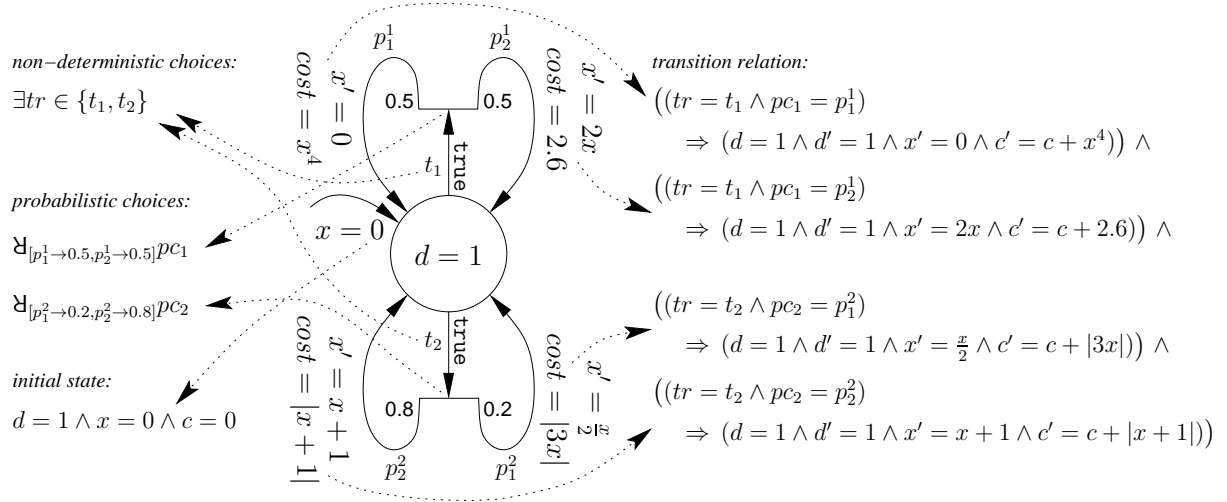 non−deterministic choices:
∃tr ∈ {t₁, t₂}
probabilistic choices:
ꓤ[p₁¹→0.5, p₂¹→0.5] pc₁
ꓤ[p₁²→0.2, p₂²→0.8] pc₂
initial state:
d = 1 ∧ x = 0 ∧ c = 0
p₁¹
p₂¹
x′ = 0
cost = x⁴
0.5
0.5
x′ = 2x
cost = 2.6
t₁
true
x = 0
d = 1
t₂
true
x′ = x + 1
cost = |x + 1|
0.8
0.2
x′ = x/2
cost = |3x|
p₂²
p₁²
transition relation:
((tr = t₁ ∧ pc₁ = p₁¹)
⇒ (d = 1 ∧ d′ = 1 ∧ x′ = 0 ∧ c′ = c + x⁴)) ∧
((tr = t₁ ∧ pc₁ = p₂¹)
⇒ (d = 1 ∧ d′ = 1 ∧ x′ = 2x ∧ c′ = c + 2.6)) ∧
((tr = t₂ ∧ pc₂ = p₁²)
⇒ (d = 1 ∧ d′ = 1 ∧ x′ = x/2 ∧ c′ = c + |3x|)) ∧
((tr = t₂ ∧ pc₂ = p₂²)
⇒ (d = 1 ∧ d′ = 1 ∧ x′ = x + 1 ∧ c′ = c + |x + 1|))